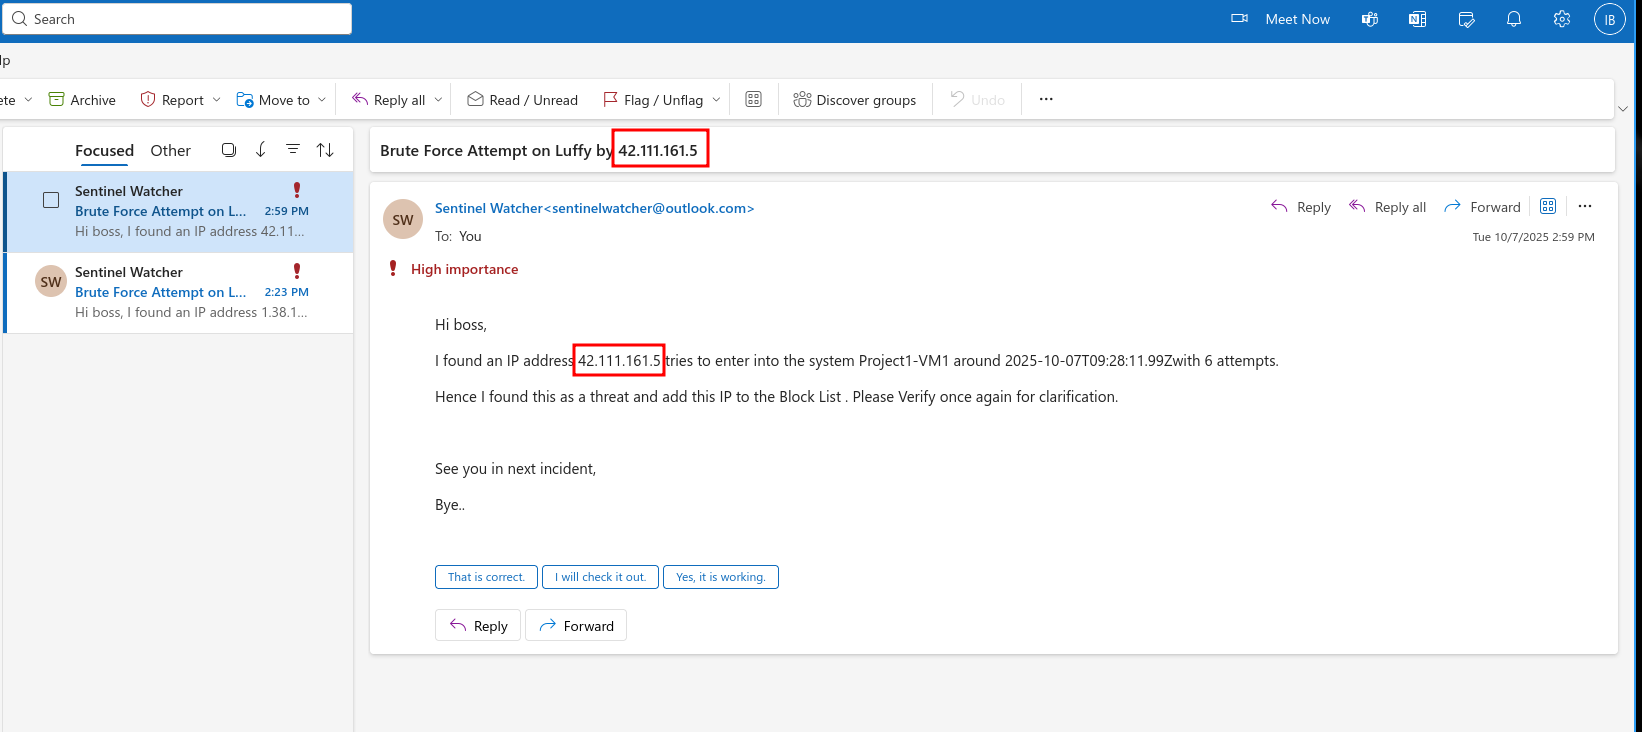 Search
Meet Now
IB
lp
ete
Archive
Report
Move to
Reply all
Read / Unread
Flag / Unflag
Discover groups
Undo
Focused
Other
Sentinel Watcher
Brute Force Attempt on L... 2:59 PM
Hi boss, I found an IP address 42.11...
SW
Sentinel Watcher
Brute Force Attempt on L... 2:23 PM
Hi boss, I found an IP address 1.38.1...
Brute Force Attempt on Luffy by 42.111.161.5
SW
Sentinel Watcher<sentinelwatcher@outlook.com>
To: You
Reply
Reply all
Forward
Tue 10/7/2025 2:59 PM
High importance
Hi boss,
I found an IP address 42.111.161.5 tries to enter into the system Project1-VM1 around 2025-10-07T09:28:11.99Zwith 6 attempts.
Hence I found this as a threat and add this IP to the Block List . Please Verify once again for clarification.
See you in next incident,
Bye..
That is correct.
I will check it out.
Yes, it is working.
Reply
Forward